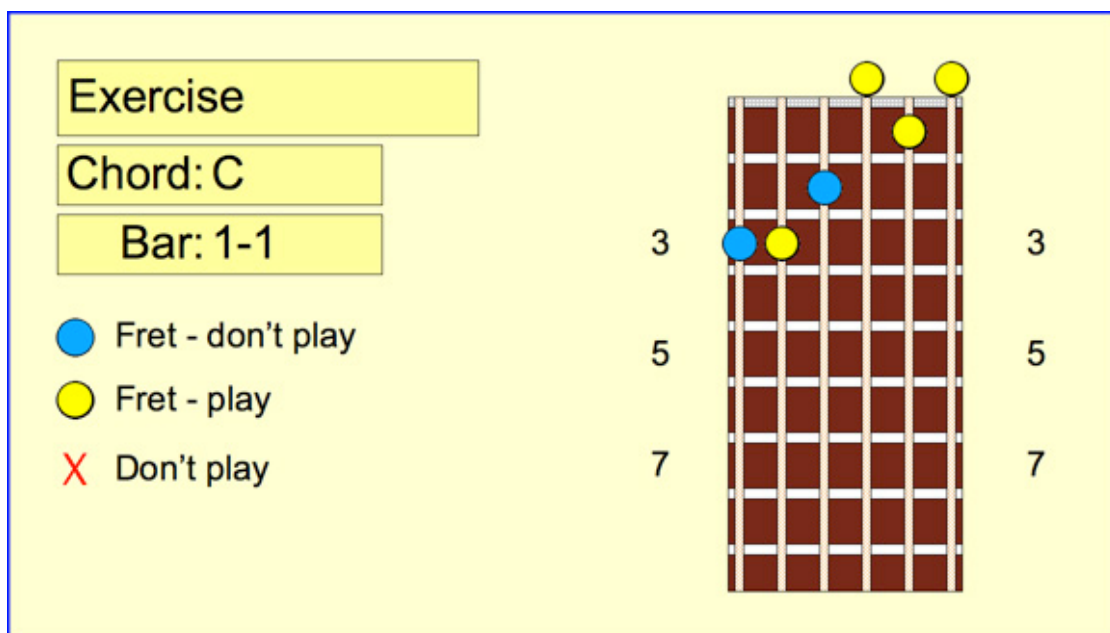 Exercise
Chord: C
Bar: 1-1
Fret - don’t play
Fret - play
X Don’t play
3 3
5 5
7 7